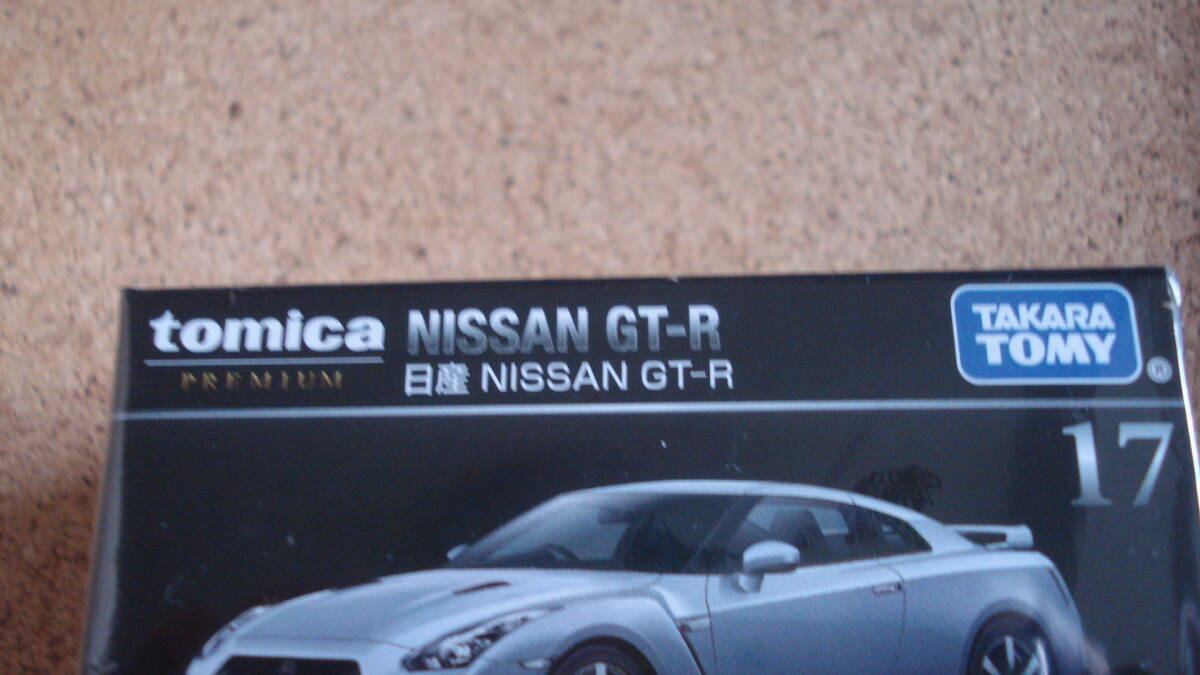 tomica
PREMIUM
NISSAN GT-R
日産 NISSAN GT-R
TAKARA
TOMY
®
17